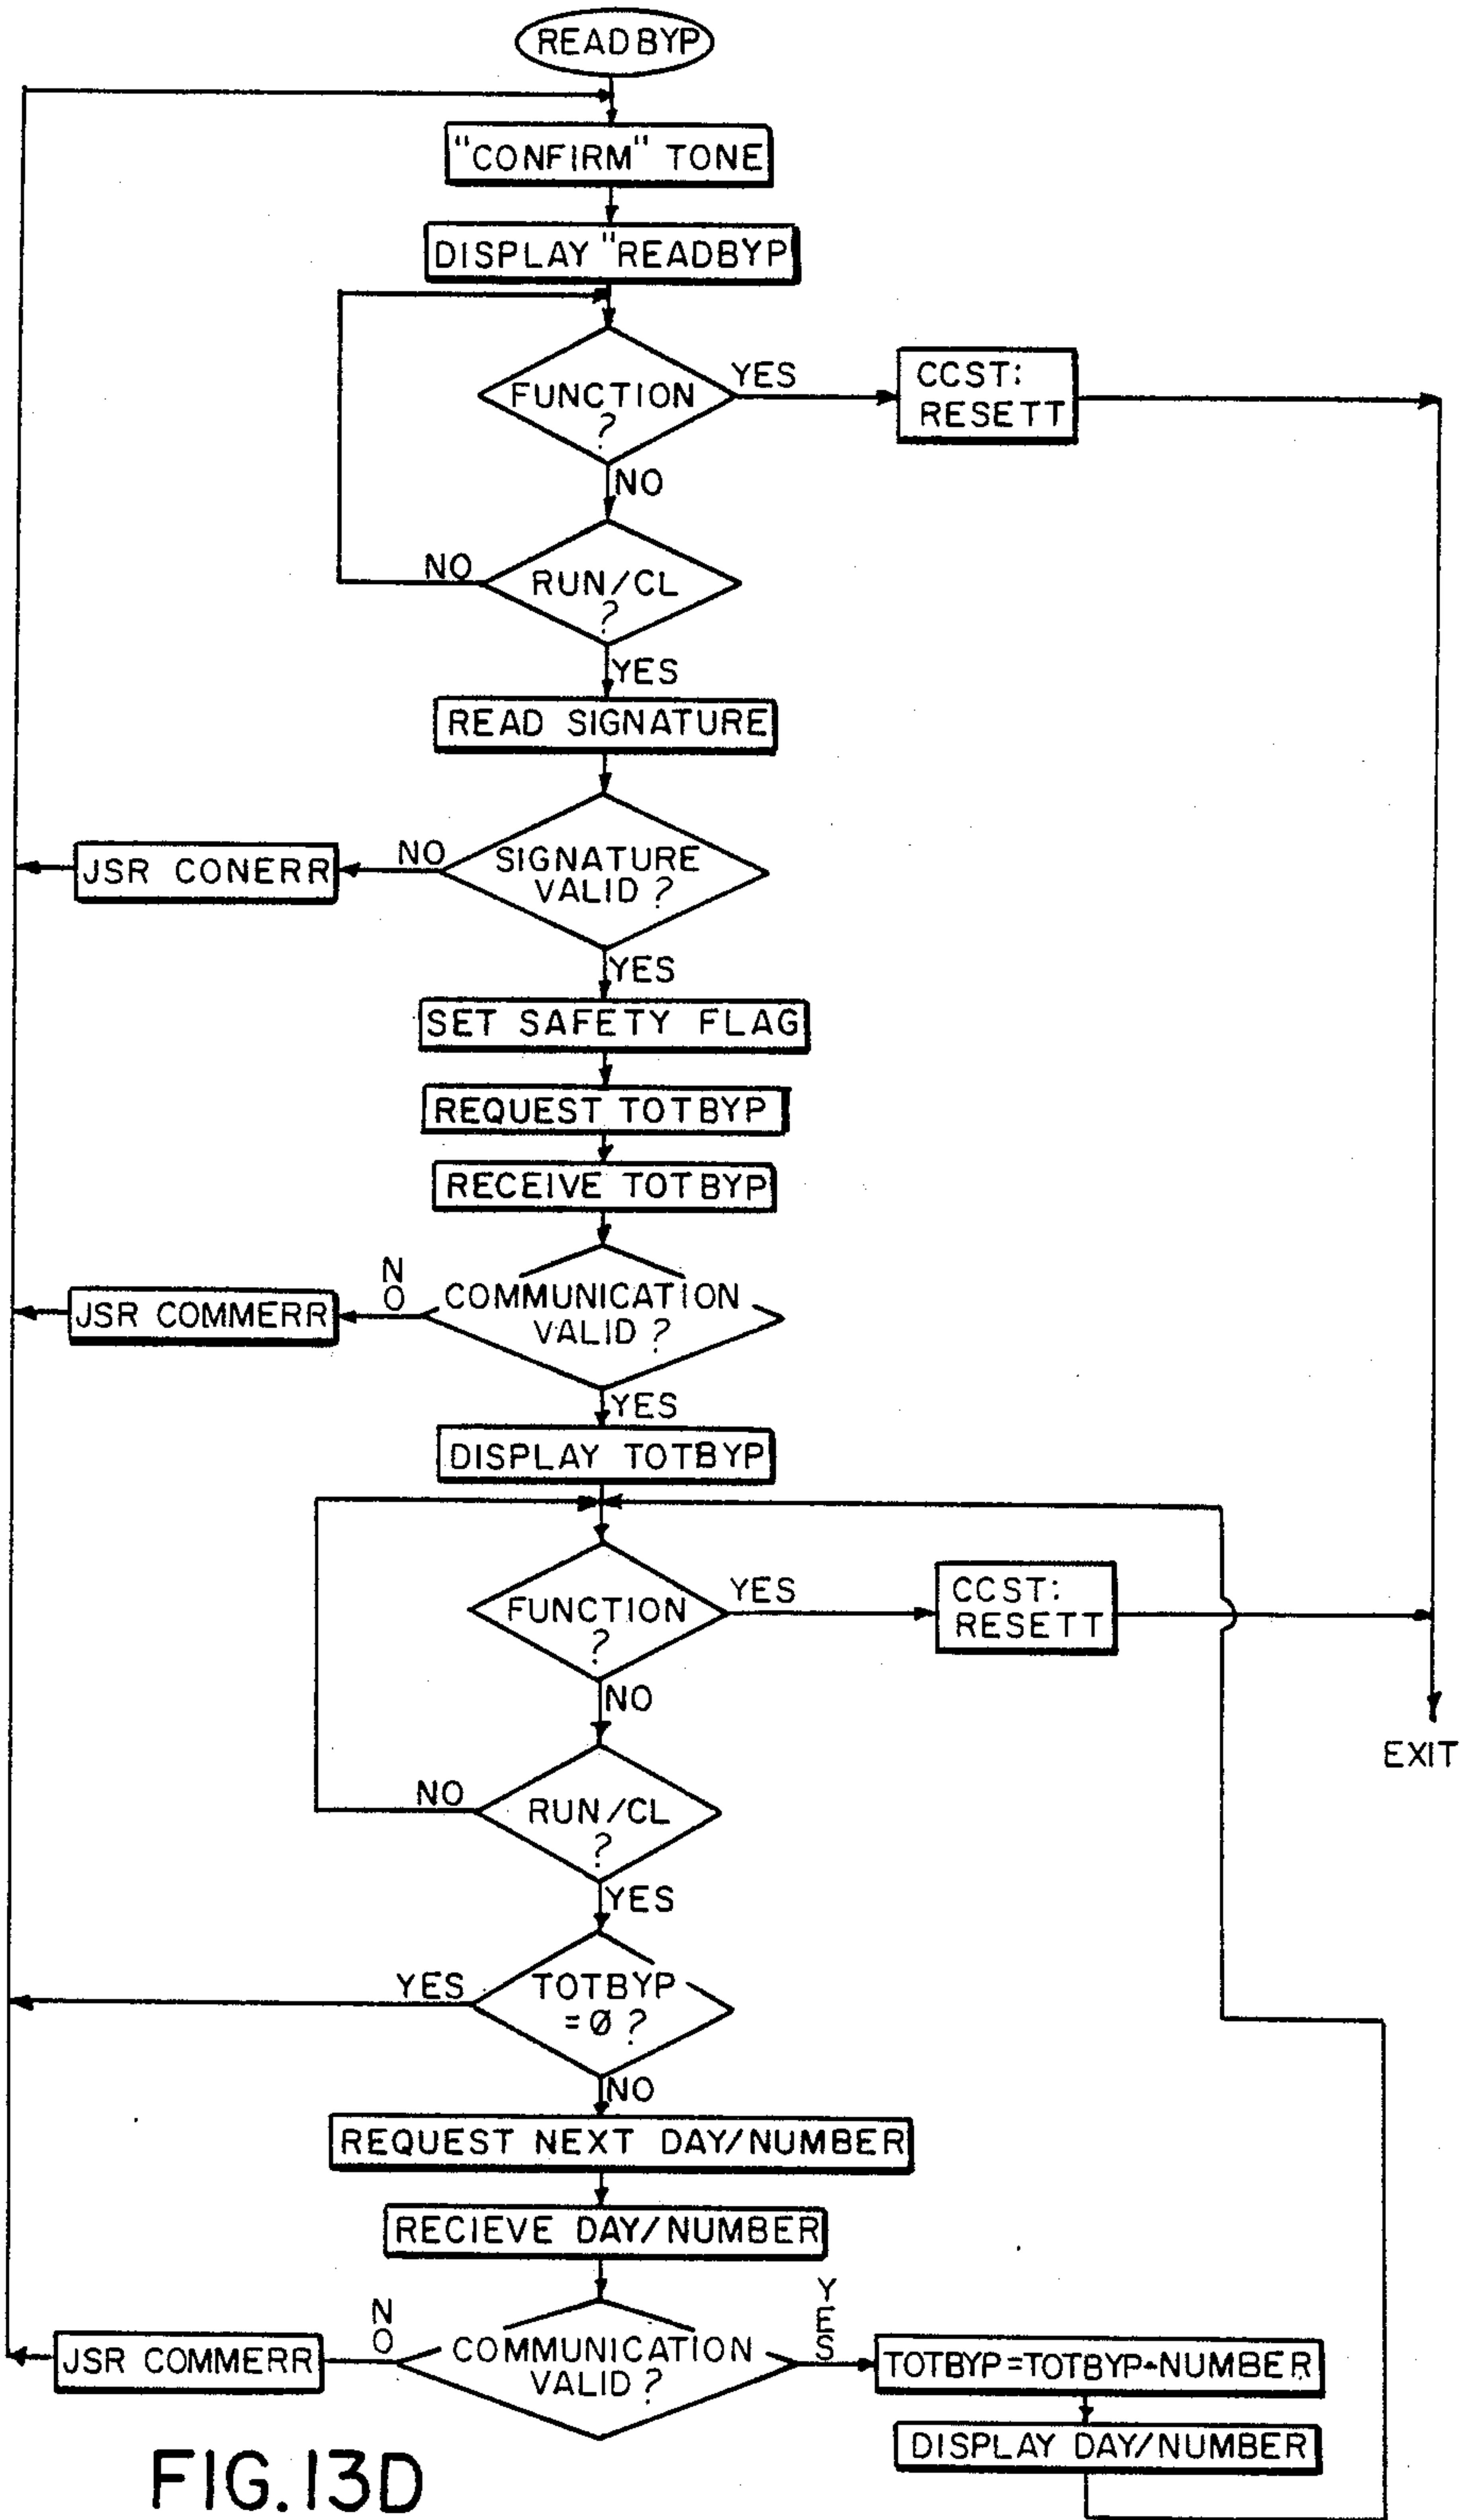 READBYP
"CONFIRM" TONE
DISPLAY "READBYP
FUNCTION
?
YES
CCST:
RESETT
NO
RUN/CL
?
NO
YES
READ SIGNATURE
SIGNATURE
VALID ?
NO
JSR CONERR
YES
SET SAFETY FLAG
REQUEST TOTBYP
RECEIVE TOTBYP
COMMUNICATION
VALID ?
NO
JSR COMMERR
YES
DISPLAY TOTBYP
FUNCTION
?
YES
CCST:
RESETT
EXIT
NO
RUN/CL
?
NO
YES
TOTBYP
=Ø ?
YES
NO
REQUEST NEXT DAY/NUMBER
RECIEVE DAY/NUMBER
COMMUNICATION
VALID ?
NO
JSR COMMERR
YES
TOTBYP=TOTBYP-NUMBER
DISPLAY DAY/NUMBER
FIG.13D